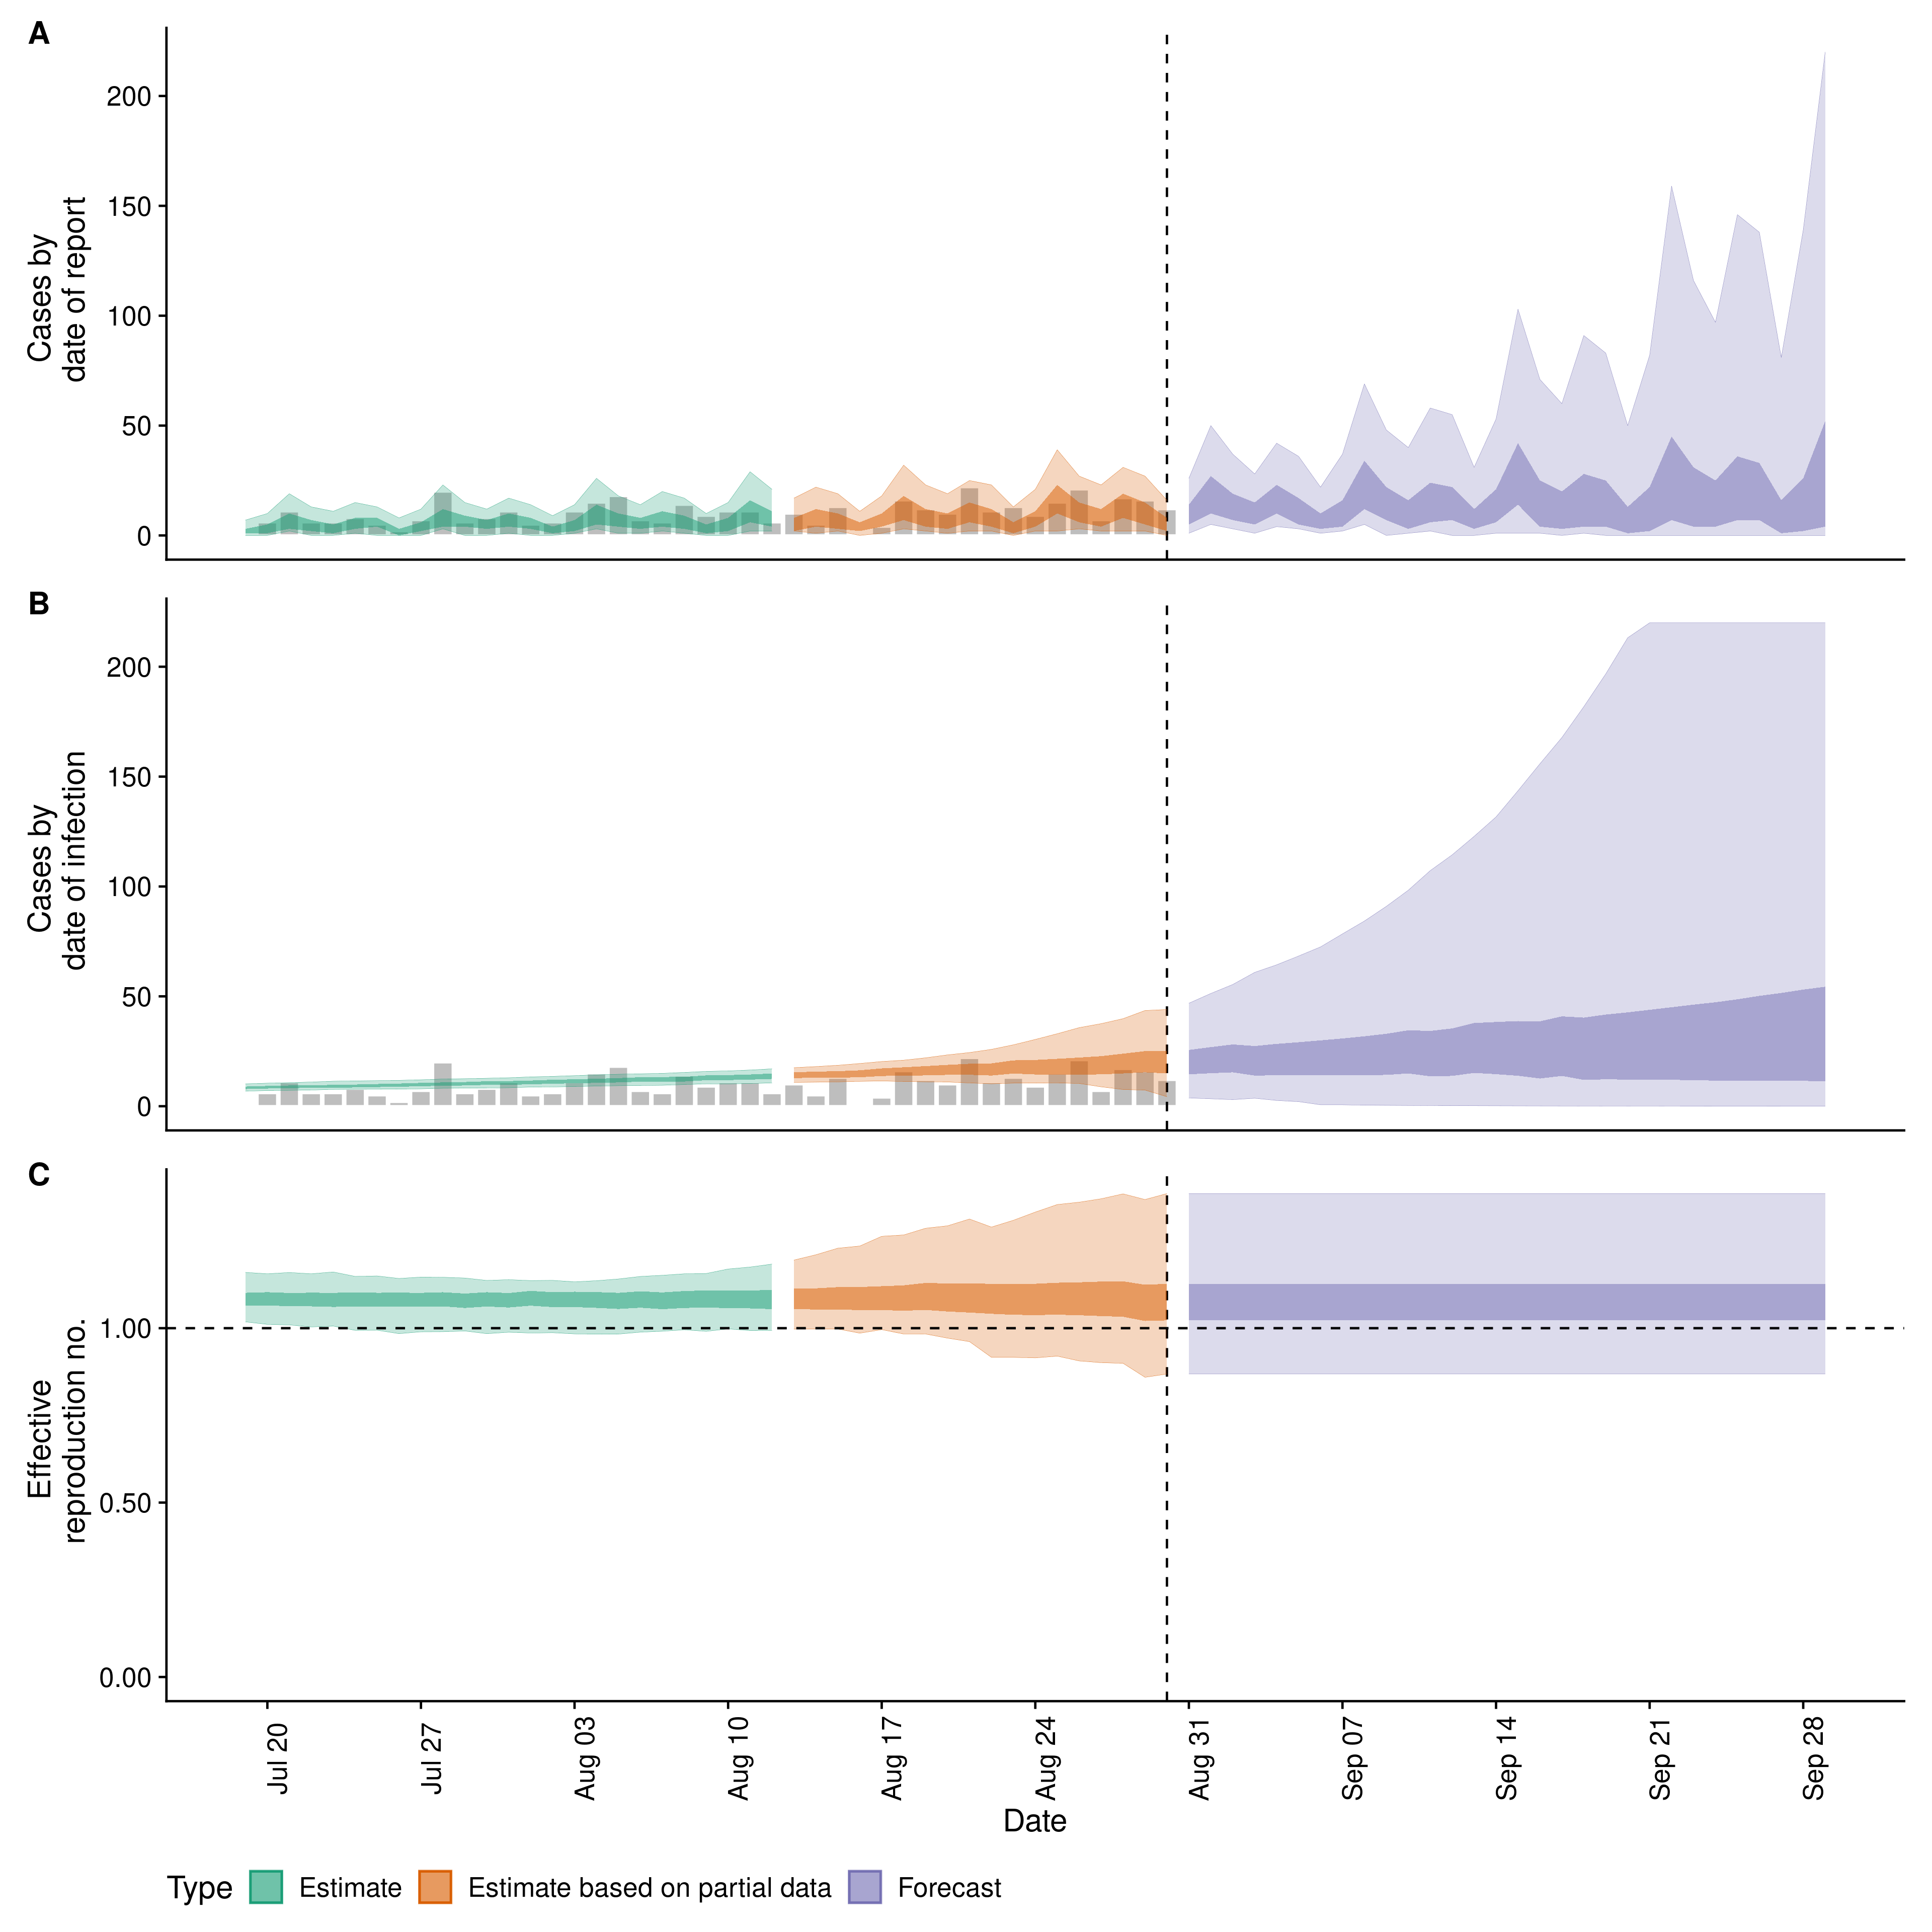 A
200
150
100
50
0
Cases by
date of report
B
200
150
100
50
0
Cases by
date of infection
C
1.00
0.50
0.00
Effective
reproduction no.
Jul 20
Jul 27
Aug 03
Aug 10
Aug 17
Aug 24
Aug 31
Sep 07
Sep 14
Sep 21
Sep 28
Date
Type Estimate Estimate based on partial data Forecast